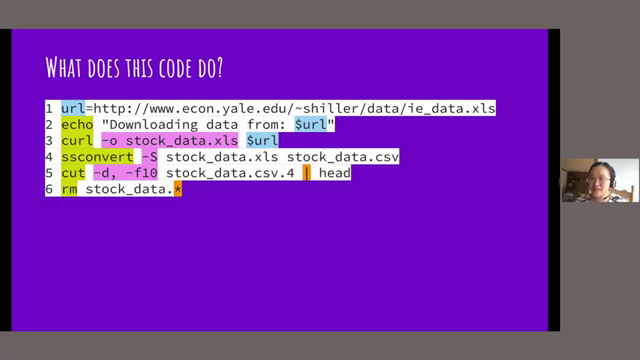 What does this code do?
1 url=http://www.econ.yale.edu/~shiller/data/ie_data.xls
2 echo "Downloading data from: $url"
3 curl -o stock_data.xls $url
4 ssconvert -S stock_data.xls stock_data.csv
5 cut -d, -f10 stock_data.csv.4 | head
6 rm stock_data.*